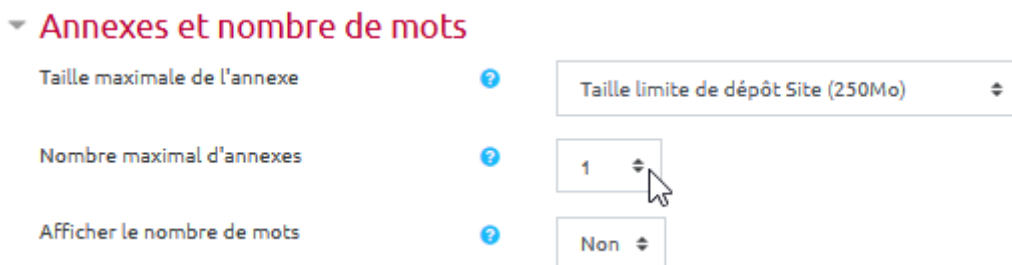 Annexes et nombre de mots
Taille maximale de l'annexe
Taille limite de dépôt Site (250Mo)
Nombre maximal d'annexes
1
Afficher le nombre de mots
Non